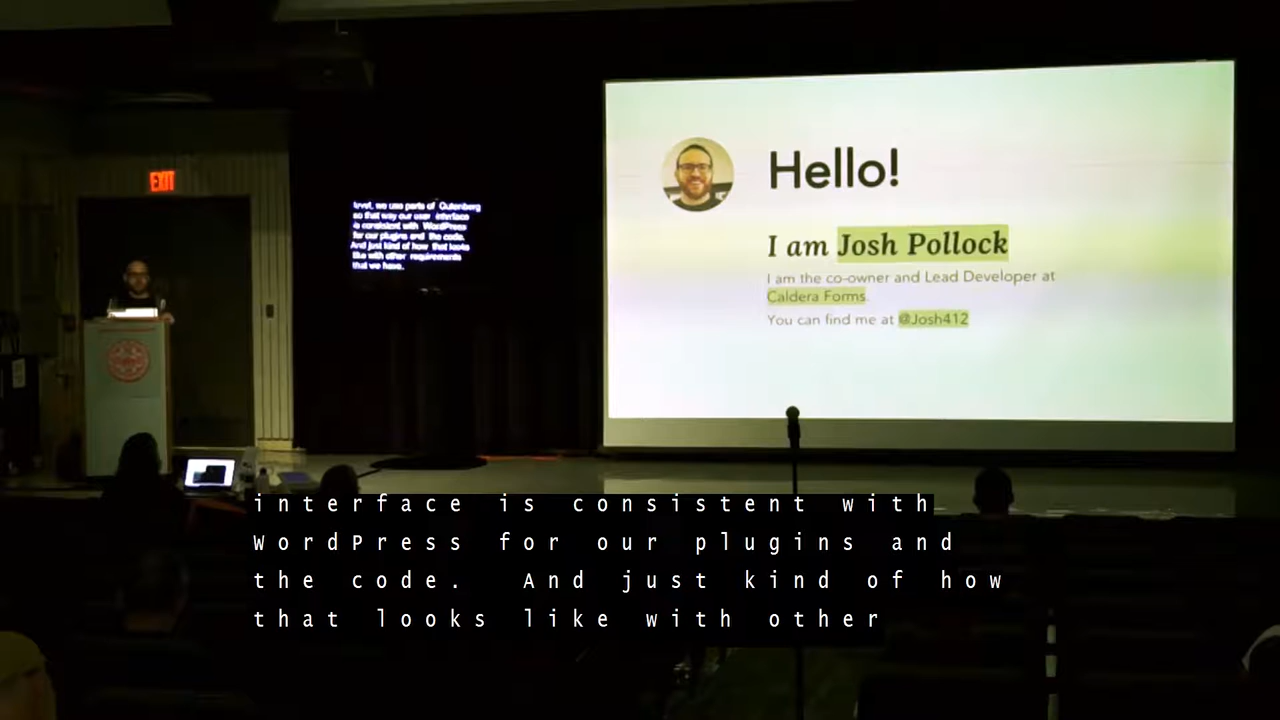 EXIT
level, we use parts of Gutenberg
so that way our user interface
is consistent with WordPress
for our plugins and the code.
And just kind of how that looks
like with other requirements
that we have.
Hello!
I am Josh Pollock
I am the co-owner and Lead Developer at
Caldera Forms.
You can find me at @Josh412
interface is consistent with
WordPress for our plugins and
the code. And just kind of how
that looks like with other